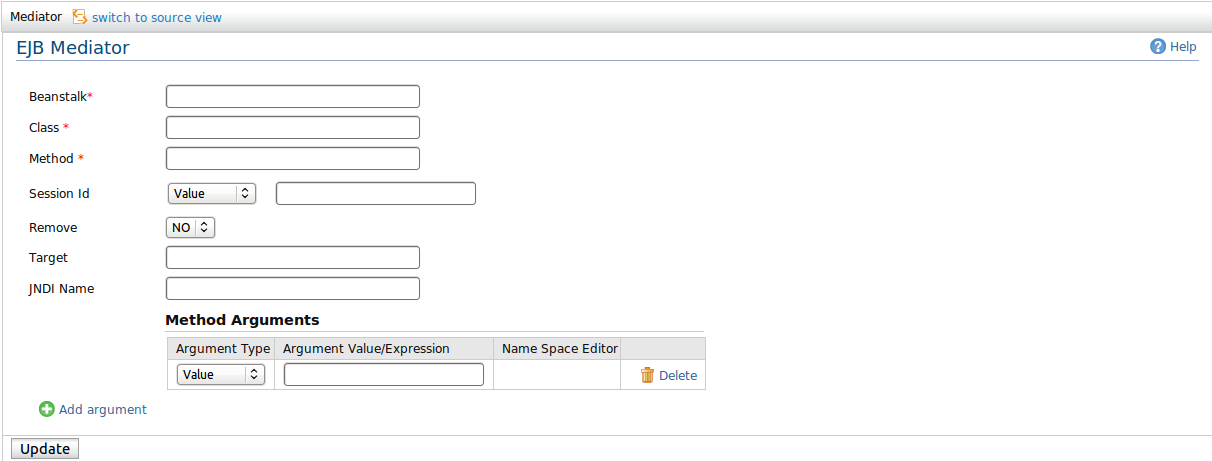 Mediator switch to source view
EJB Mediator Help
Beanstalk*
Class *
Method *
Session Id Value
Remove NO
Target
JNDI Name
Method Arguments
Argument Type Argument Value/Expression Name Space Editor
Value Delete
Add argument
Update